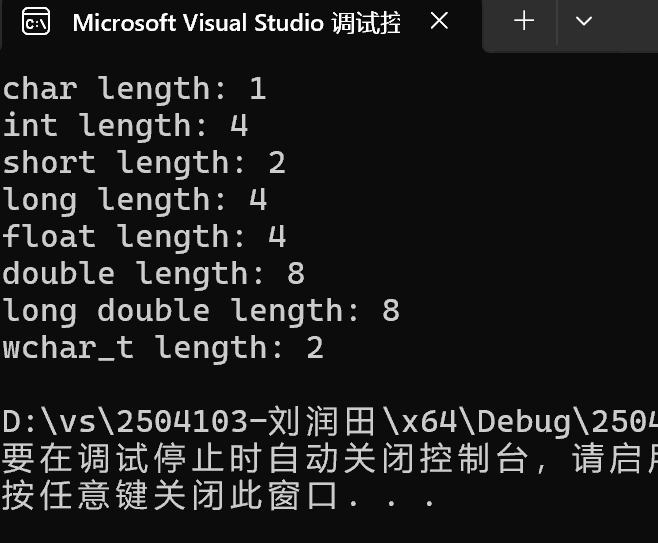 Microsoft Visual Studio 调试控
char length: 1
int length: 4
short length: 2
long length: 4
float length: 4
double length: 8
long double length: 8
wchar_t length: 2
D:\vs\2504103-刘润田\x64\Debug\2504
要在调试停止时自动关闭控制台，请启用
按任意键关闭此窗口. . .